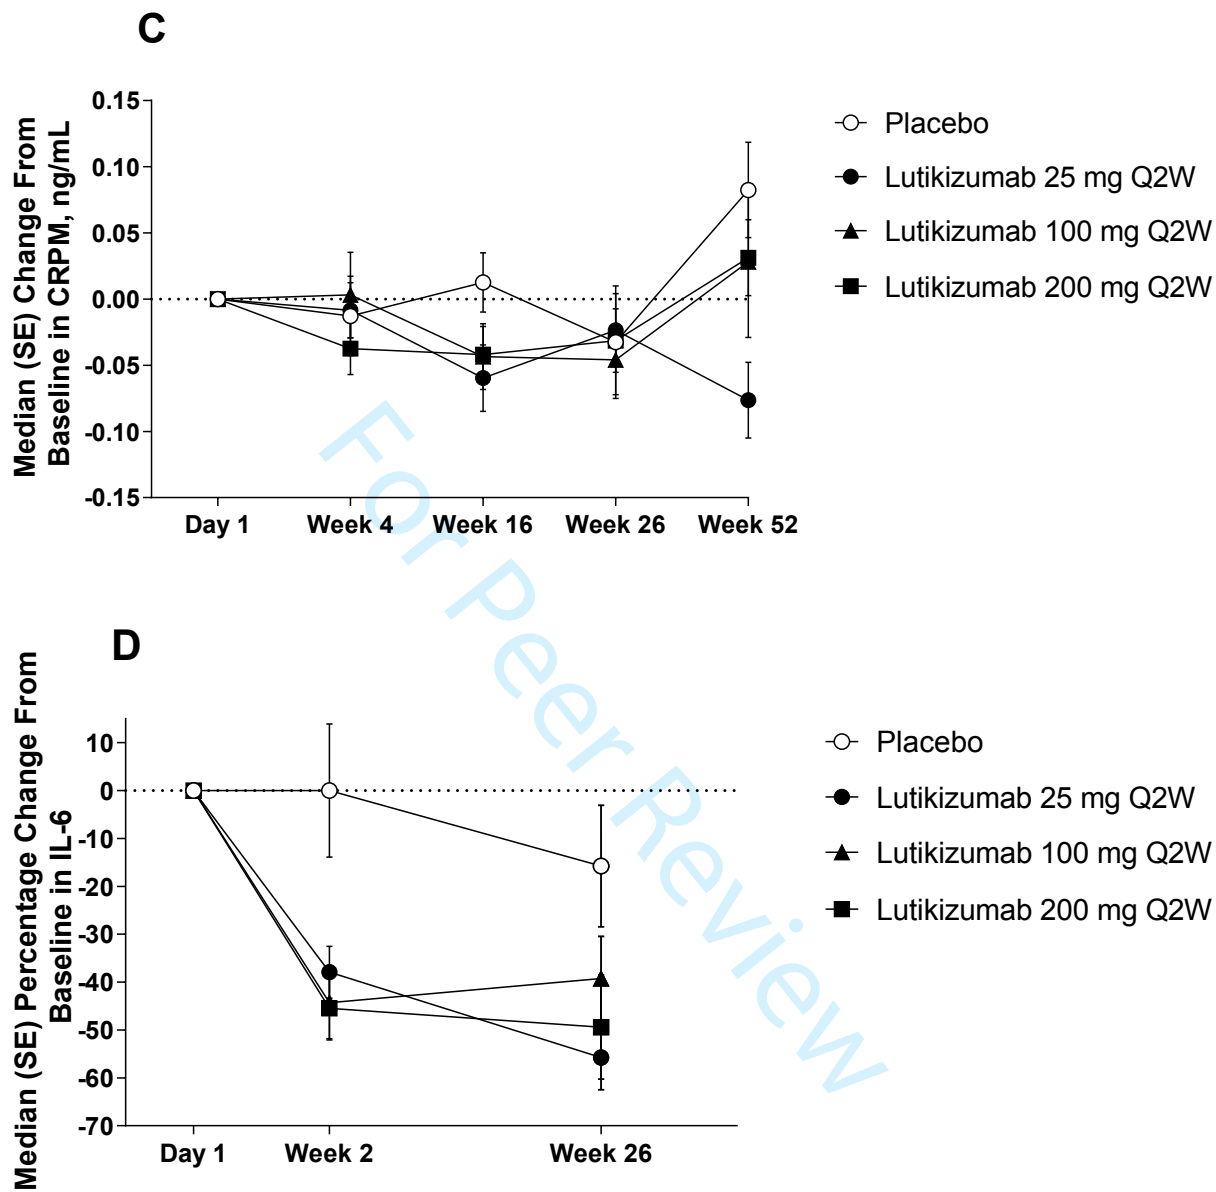 C
Median (SE) Change From
Baseline in CRPM, ng/mL
0.15
0.10
0.05
0.00
-0.05
-0.10
-0.15
Day 1 Week 4 Week 16 Week 26 Week 52
Placebo
Lutikizumab 25 mg Q2W
Lutikizumab 100 mg Q2W
Lutikizumab 200 mg Q2W
For Peer Review
D
Median (SE) Percentage Change From
Baseline in IL-6
10
0
-10
-20
-30
-40
-50
-60
-70
Day 1 Week 2 Week 26
Placebo
Lutikizumab 25 mg Q2W
Lutikizumab 100 mg Q2W
Lutikizumab 200 mg Q2W